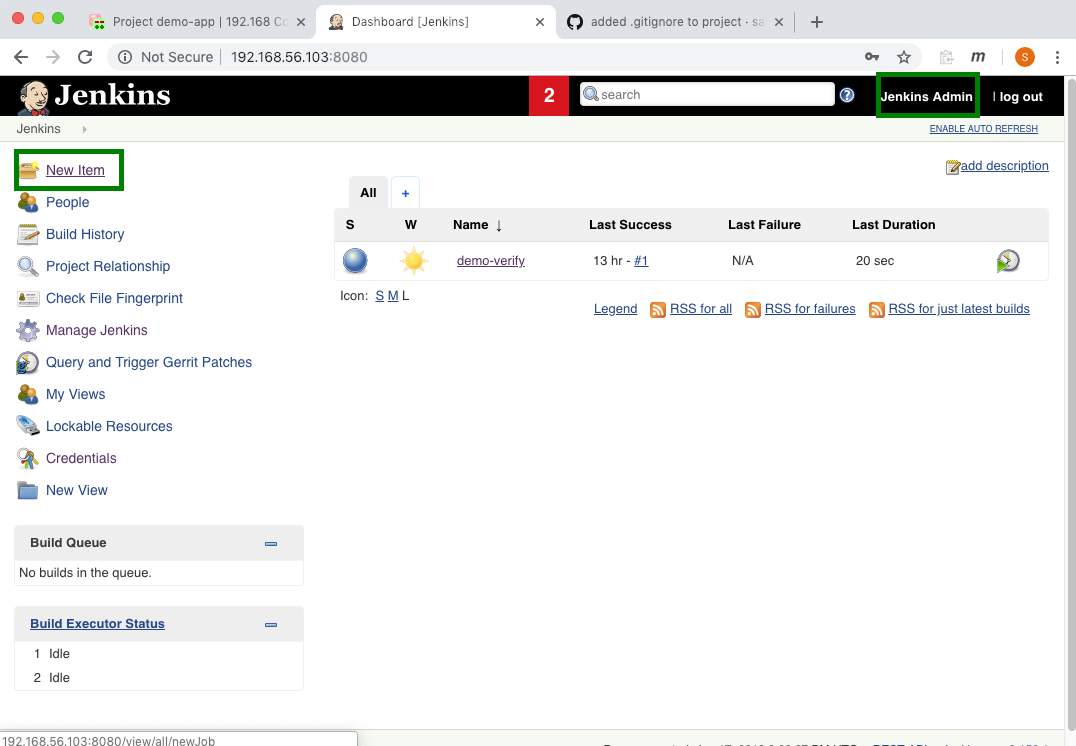 Project demo-app | 192.168 Co
Dashboard [Jenkins]
added .gitignore to project · sa
Not Secure 192.168.56.103:8080
m
S
Jenkins
2
search
?
Jenkins Admin
| log out
Jenkins
ENABLE AUTO REFRESH
New Item
People
Build History
Project Relationship
Check File Fingerprint
Manage Jenkins
Query and Trigger Gerrit Patches
My Views
Lockable Resources
Credentials
New View
Build Queue
No builds in the queue.
Build Executor Status
1 Idle
2 Idle
add description
All +
S W Name ↓ Last Success Last Failure Last Duration
demo-verify 13 hr - #1 N/A 20 sec
Icon: S M L
Legend RSS for all RSS for failures RSS for just latest builds
192.168.56.103:8080/view/all/newJob